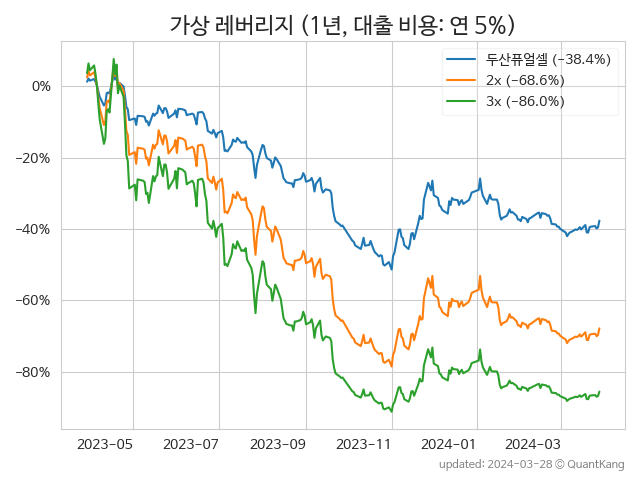 가상 레버리지 (1년, 대출 비용: 연 5%)
두산퓨얼셀 (−38.4%)
2x (−68.6%)
3x (−86.0%)
0%
−20%
−40%
−60%
−80%
2023−05 2023−07 2023−09 2023−11 2024−01 2024−03
updated: 2024−03−28 © QuantKang